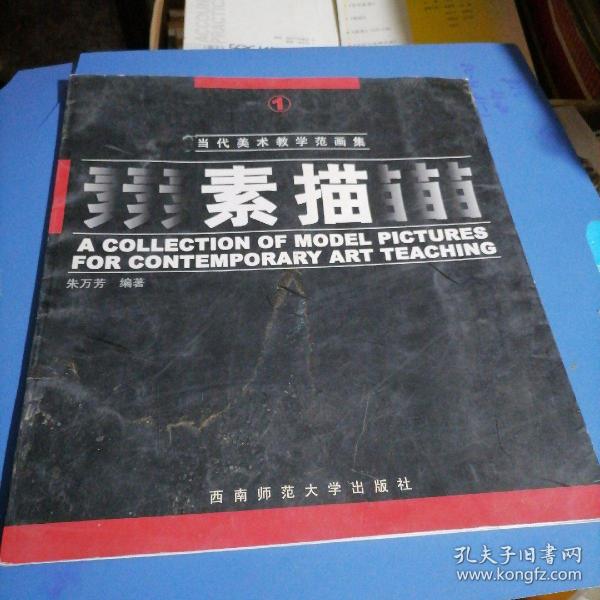 ACCOUN
PRACTIC
①
当代美术教学范画集
素描
A COLLECTION OF MODEL PICTURES
FOR CONTEMPORARY ART TEACHING
朱万芳 编著
西南师范大学出版社
孔夫子旧书网
www.kongfz.com